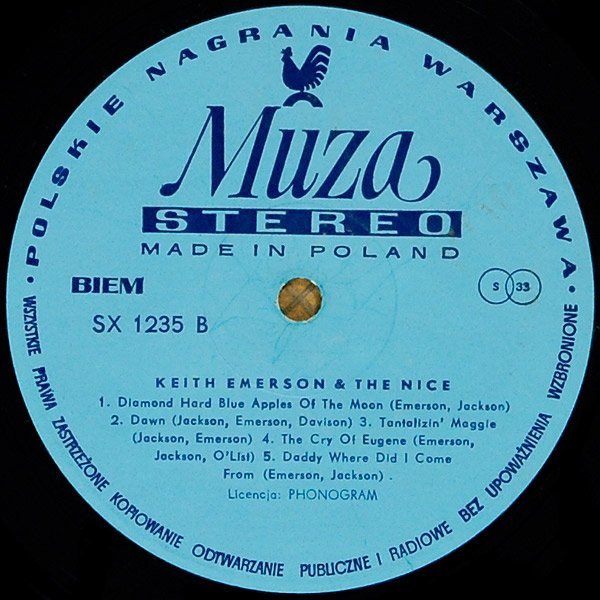 • POLSKIE NAGRANIA WARSZAWA •
Muza
STEREO
MADE IN POLAND
BIEM
S 33
SX 1235 B
KEITH EMERSON & THE NICE
1. Diamond Hard Blue Apples Of The Moon (Emerson, Jackson)
2. Dawn (Jackson, Emerson, Davison) 3. Tantalizin' Maggie
(Jackson, Emerson) 4. The Cry Of Eugene (Emerson,
Jackson, O'List) 5. Daddy Where Did I Come
From (Emerson, Jackson) .
Licencja: PHONOGRAM
WSZYSTKIE PRAWA ZASTRZEŻONE KOPIOWANIE ODTWARZANIE PUBLICZNE I RADIOWE BEZ UPOWAŻNIENIA WZBRONIONE